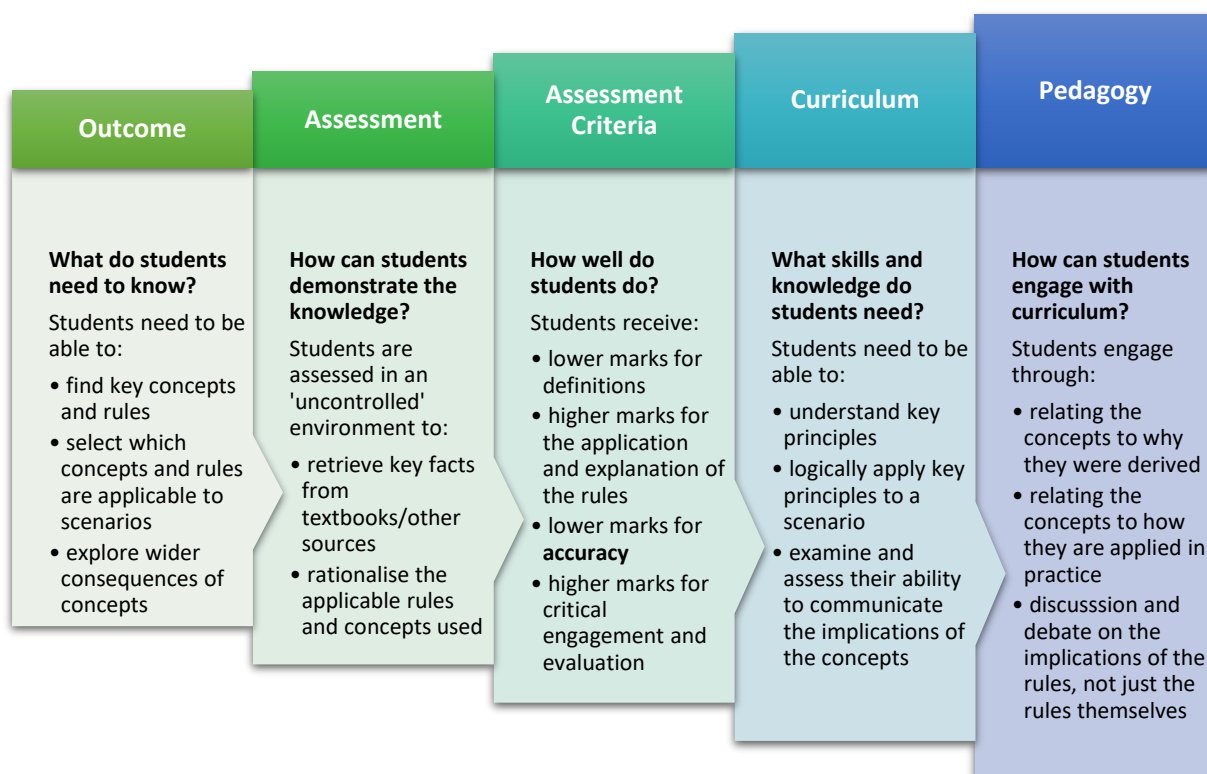 Outcome
What do students
need to know?
Students need to be
able to:
• find key concepts
and rules
• select which
concepts and rules
are applicable to
scenarios
• explore wider
consequences of
concepts
Assessment
How can students
demonstrate the
knowledge?
Students are
assessed in an
'uncontrolled'
environment to:
• retrieve key facts
from
textbooks/other
sources
• rationalise the
applicable rules
and concepts used
Assessment
Criteria
How well do
students do?
Students receive:
• lower marks for
definitions
• higher marks for
the application
and explanation of
the rules
• lower marks for
accuracy
• higher marks for
critical
engagement and
evaluation
Curriculum
What skills and
knowledge do
students need?
Students need to be
able to:
• understand key
principles
• logically apply key
principles to a
scenario
• examine and
assess their ability
to communicate
the implications of
the concepts
Pedagogy
How can students
engage with
curriculum?
Students engage
through:
• relating the
concepts to why
they were derived
• relating the
concepts to how
they are applied in
practice
• discusssion and
debate on the
implications of the
rules, not just the
rules themselves